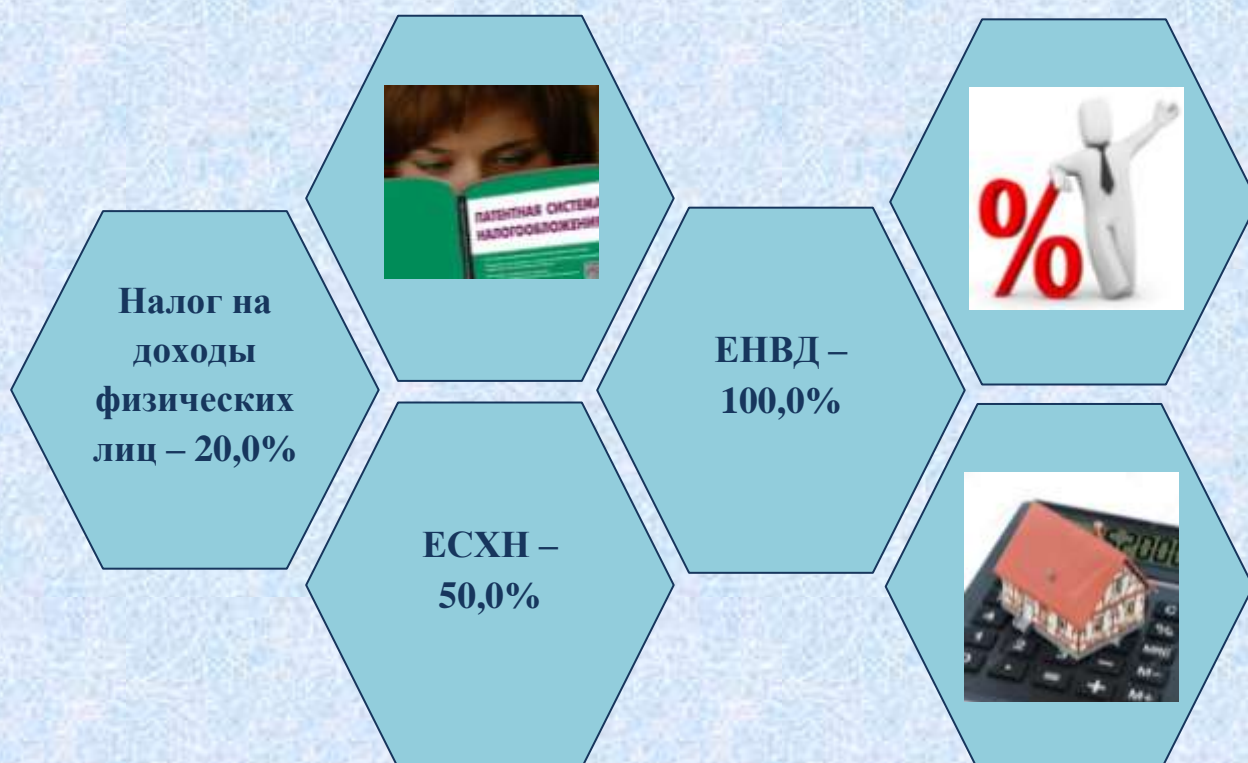 ПАТЕНТНАЯ СИСТЕМА
НАЛОГООБЛОЖЕНИЯ
%
Налог на
доходы
физических
лиц – 20,0%
ЕНВД –
100,0%
ЕСХН –
50,0%